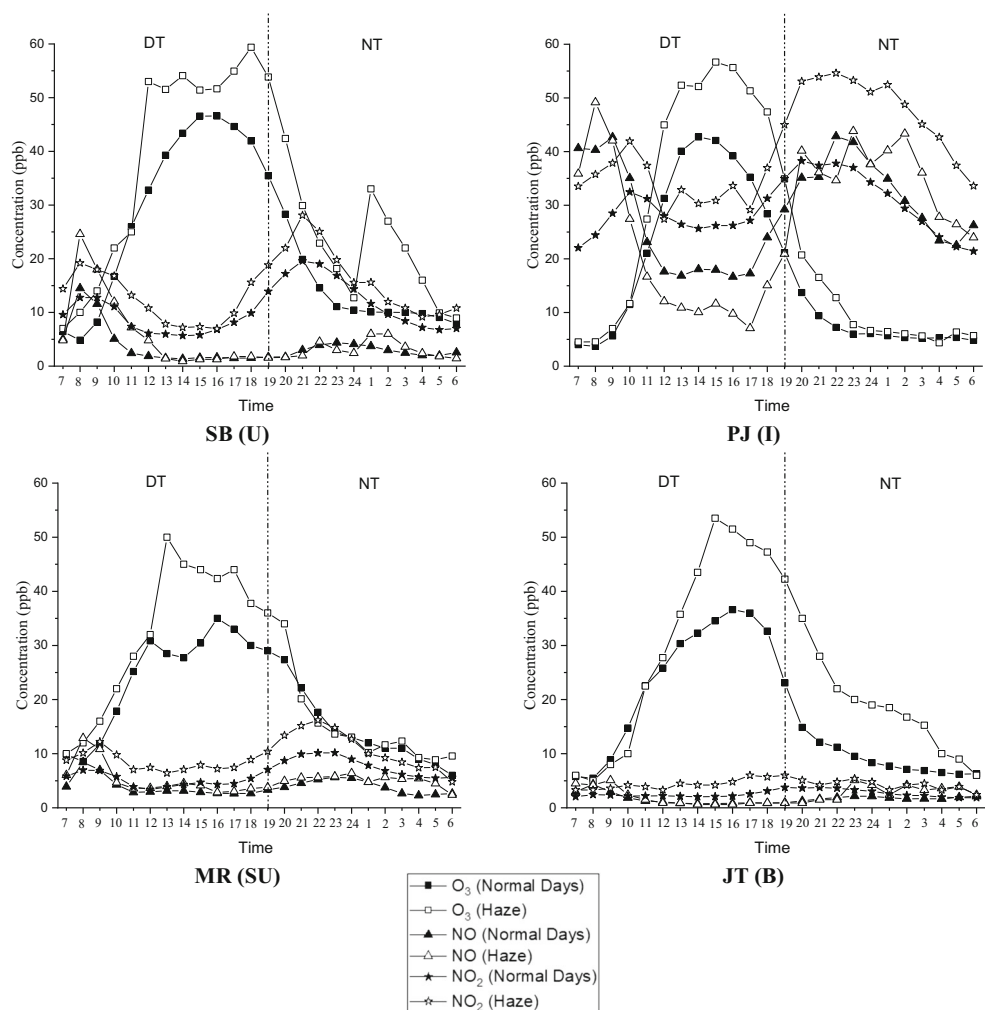 DT NT
Concentration (ppb)
60
50
40
30
20
10
0
7 8 9 10 11 12 13 14 15 16 17 18 19 20 21 22 23 24 1 2 3 4 5 6
Time
SB (U)
DT NT
Concentration (ppb)
60
50
40
30
20
10
0
7 8 9 10 11 12 13 14 15 16 17 18 19 20 21 22 23 24 1 2 3 4 5 6
Time
PJ (I)
DT NT
Concentration (ppb)
60
50
40
30
20
10
0
7 8 9 10 11 12 13 14 15 16 17 18 19 20 21 22 23 24 1 2 3 4 5 6
Time
MR (SU)
DT NT
Concentration (ppb)
60
50
40
30
20
10
0
7 8 9 10 11 12 13 14 15 16 17 18 19 20 21 22 23 24 1 2 3 4 5 6
Time
JT (B)
O₃ (Normal Days)
O₃ (Haze)
NO (Normal Days)
NO (Haze)
NO₂ (Normal Days)
NO₂ (Haze)